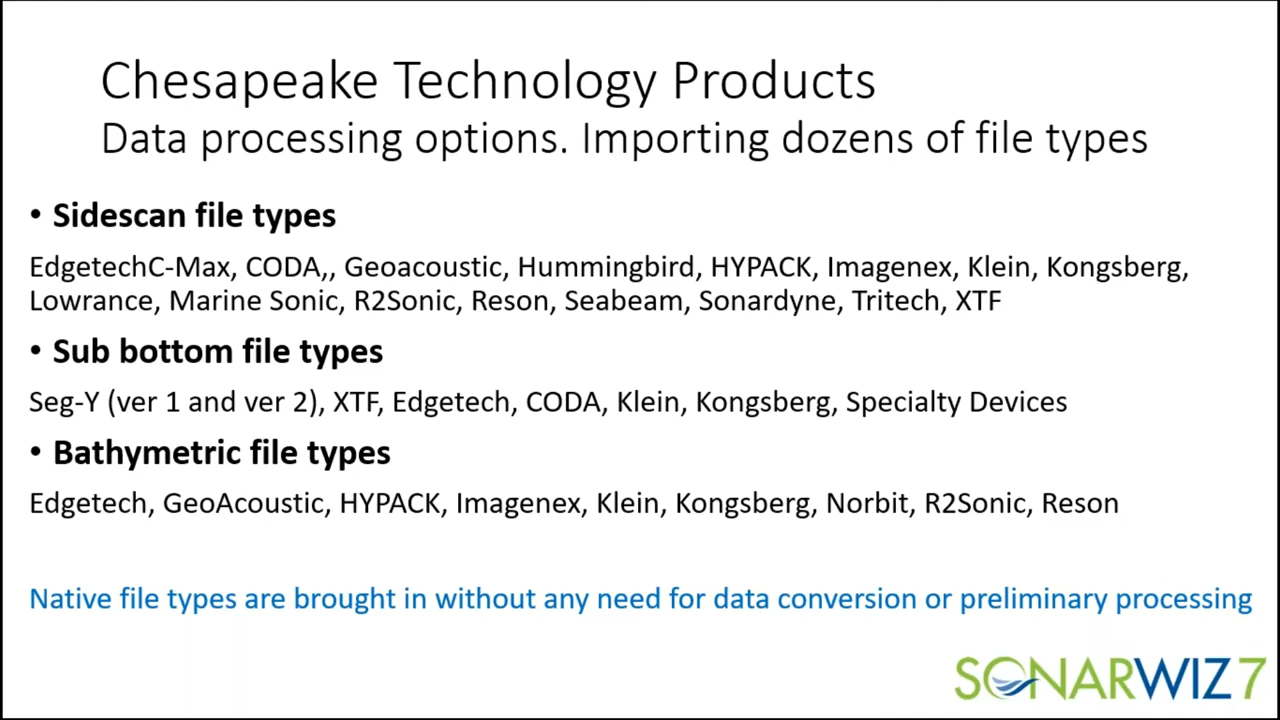 Chesapeake Technology Products
Data processing options. Importing dozens of file types
• Sidescan file types
EdgetechC-Max, CODA,, Geoacoustic, Hummingbird, HYPACK, Imagenex, Klein, Kongsberg,
Lowrance, Marine Sonic, R2Sonic, Reson, Seabeam, Sonardyne, Tritech, XTF
• Sub bottom file types
Seg-Y (ver 1 and ver 2), XTF, Edgetech, CODA, Klein, Kongsberg, Specialty Devices
• Bathymetric file types
Edgetech, GeoAcoustic, HYPACK, Imagenex, Klein, Kongsberg, Norbit, R2Sonic, Reson
Native file types are brought in without any need for data conversion or preliminary processing
SONARWIZ 7